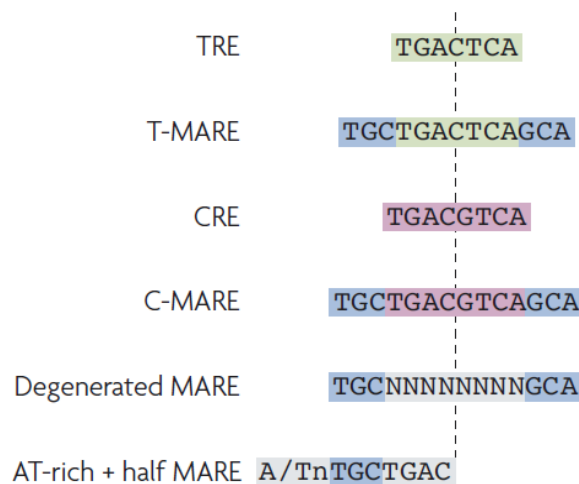 TRE TGACTCA
T-MARE TGCTGACTCAGCA
CRE TGACGTCA
C-MARE TGCTGACGTCAGCA
Degenerated MARE TGCNNNNNNNNGCA
AT-rich + half MARE A/TnTGCTGAC